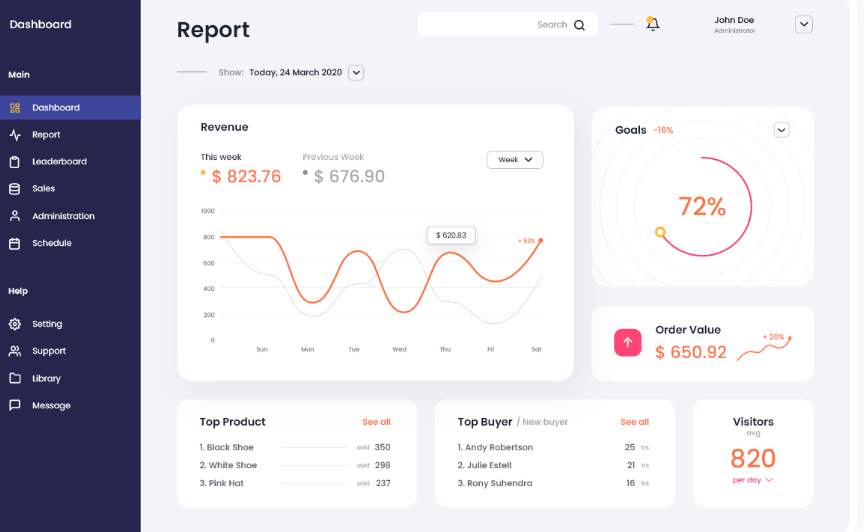 Dashboard
Main
Dashboard
Report
Leaderboard
Sales
Administration
Schedule
Help
Setting
Support
Library
Message
Report
Search
John Doe
Administrator
Show: Today, 24 March 2020
Revenue
This week
$ 823.76
Previous Week
$ 676.90
Week
1000
800
600
400
200
0
$ 620.83
+ 53%
Sun Mon Tue Wed Thu Fri Sat
Goals -16%
72%
Order Value
$ 650.92
+ 20%
Top Product See all
1. Black Shoe sold 350
2. White Shoe sold 298
3. Pink Hat sold 237
Top Buyer / New buyer See all
1. Andy Robertson 25 trs
2. Julie Estell 21 trs
3. Rony Suhendra 16 trs
Visitors
avg
820
per day